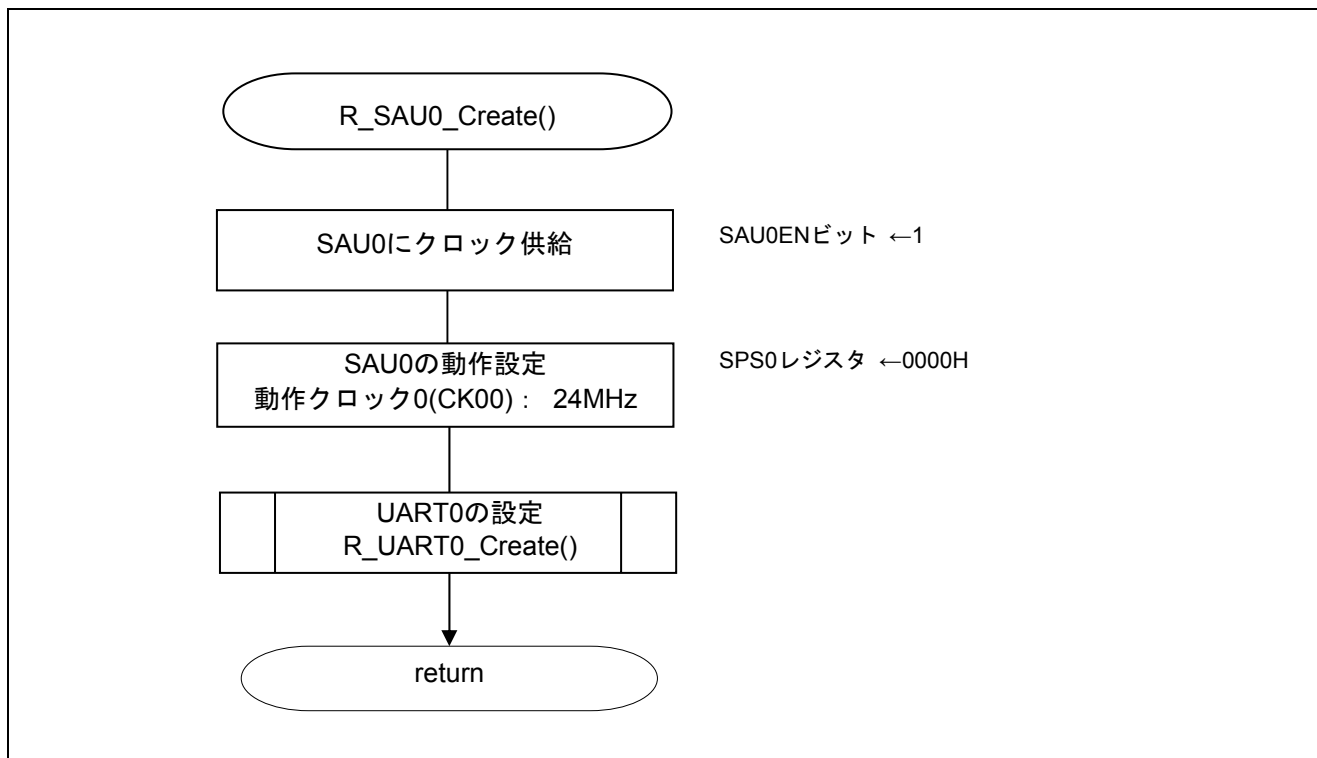 R_SAU0_Create()
SAU0にクロック供給
SAU0ENビット ←1
SAU0の動作設定
動作クロック0(CK00)： 24MHz
SPS0レジスタ ←0000H
UART0の設定
R_UART0_Create()
return